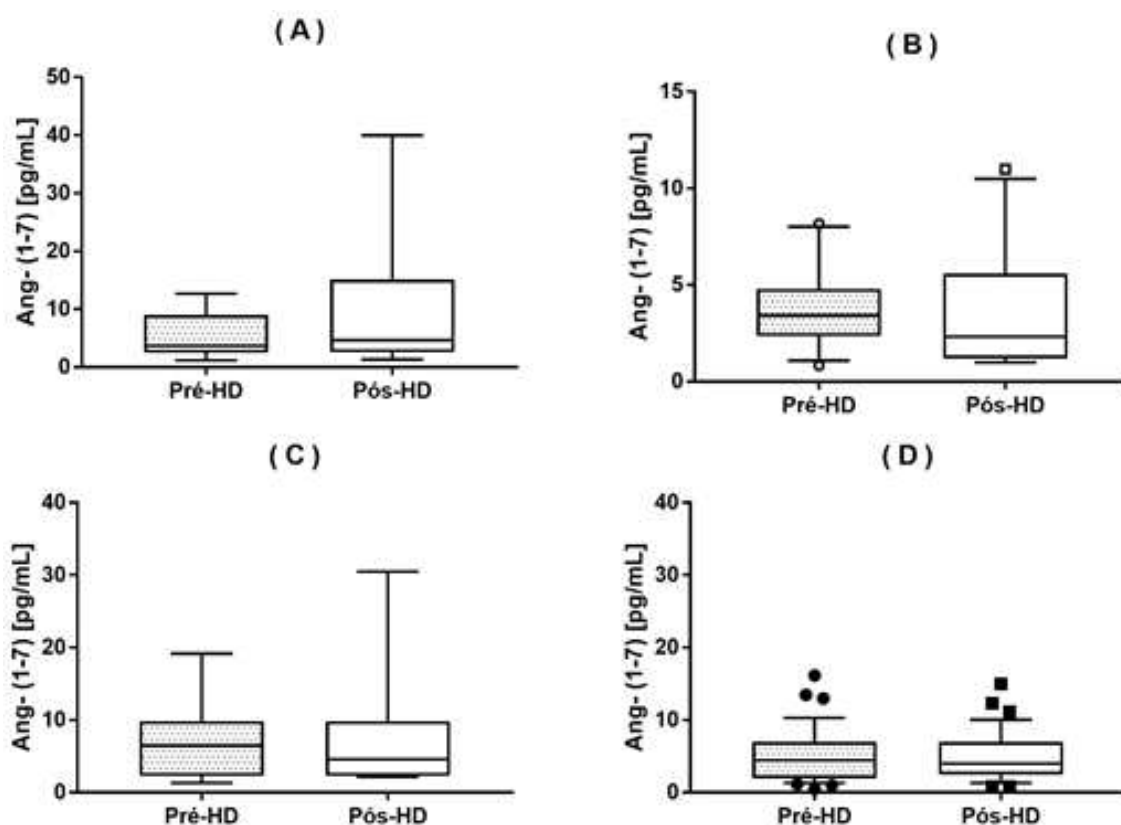 ( A )
Ang- (1-7) [pg/mL]
50
40
30
20
10
0
Pré-HD Pós-HD
(B)
Ang- (1-7) [pg/mL]
15
10
5
0
Pré-HD Pós-HD
( C )
Ang- (1-7) [pg/mL]
40
30
20
10
0
Pré-HD Pós-HD
(D)
Ang- (1-7) [pg/mL]
40
30
20
10
0
Pré-HD Pós-HD